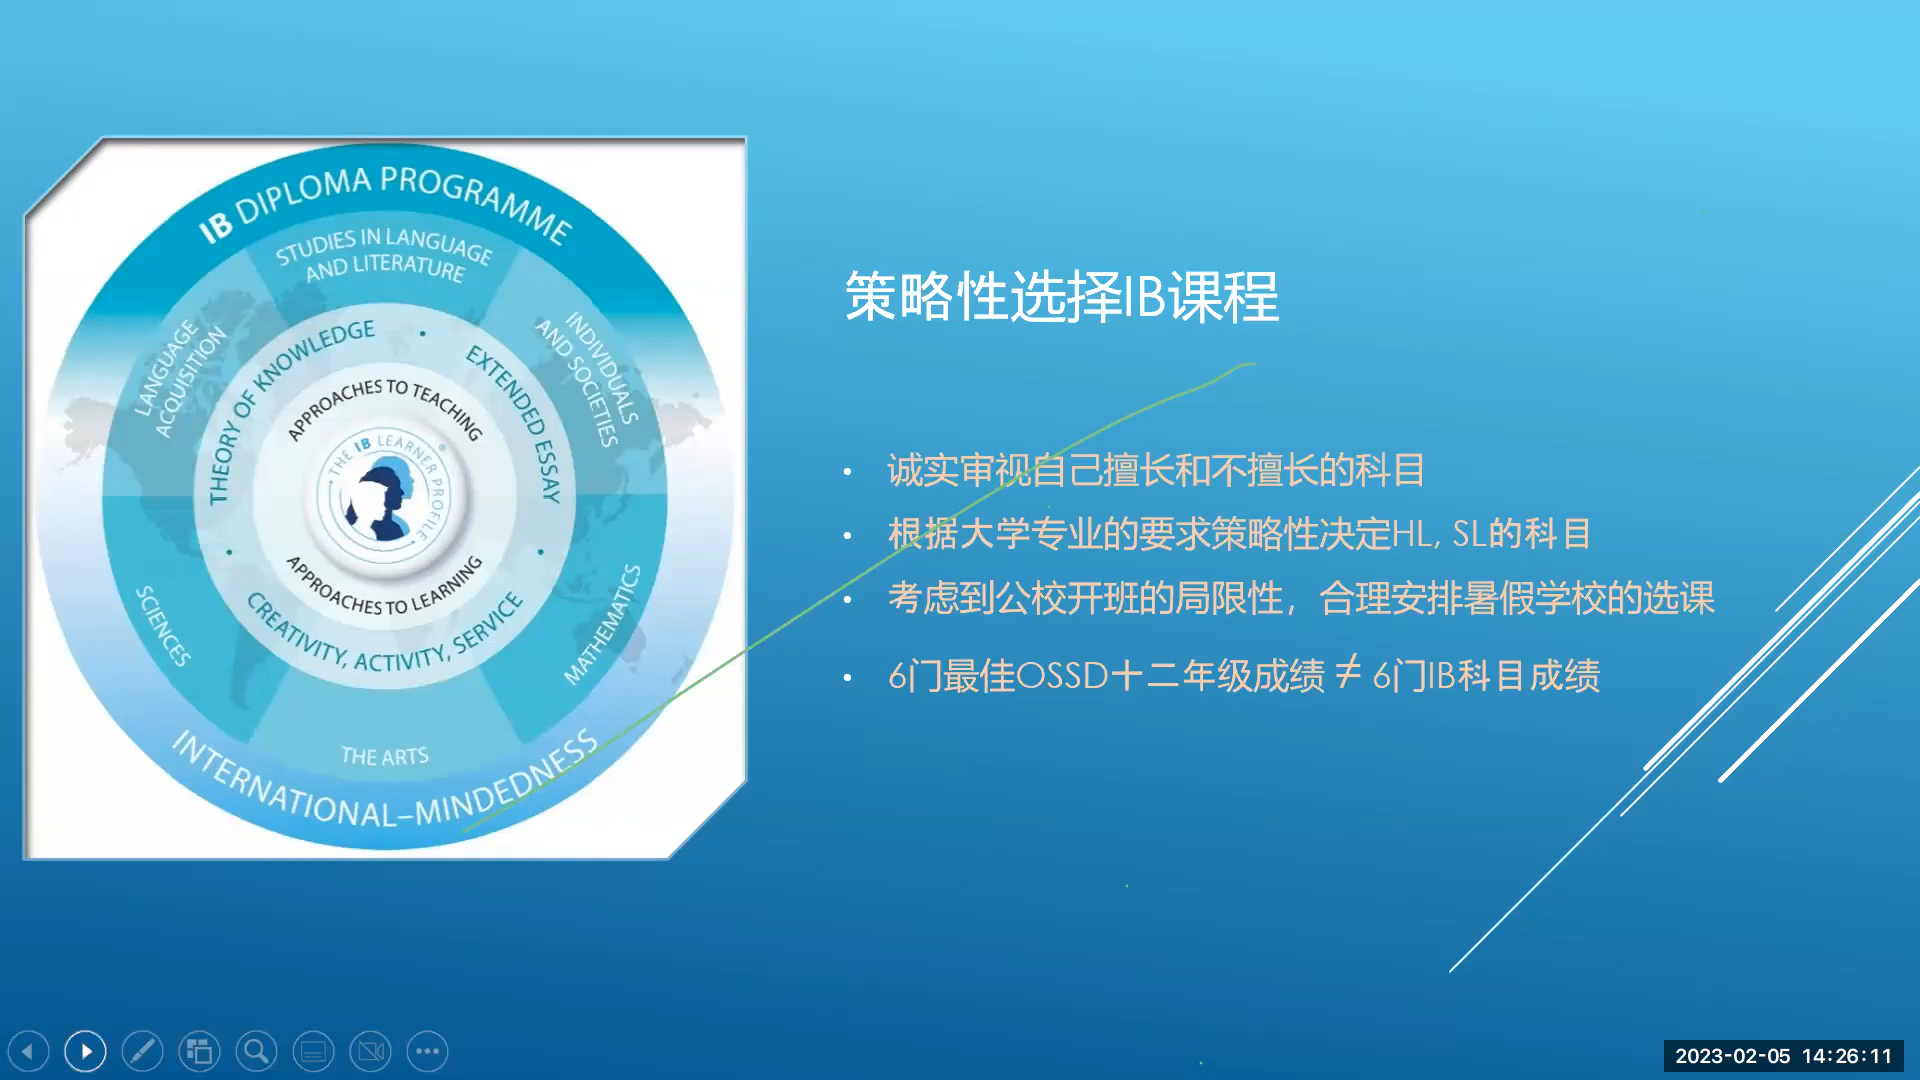 IB DIPLOMA PROGRAMME
STUDIES IN LANGUAGE
AND LITERATURE
LANGUAGE
ACQUISITION
INDIVIDUALS
AND SOCIETIES
THEORY OF KNOWLEDGE
EXTENDED ESSAY
APPROACHES TO TEACHING
THE IB LEARNER PROFILE
APPROACHES TO LEARNING
CREATIVITY, ACTIVITY, SERVICE
SCIENCES
MATHEMATICS
THE ARTS
INTERNATIONAL–MINDEDNESS
策略性选择IB课程
• 诚实审视自己擅长和不擅长的科目
• 根据大学专业的要求策略性决定HL, SL的科目
• 考虑到公校开班的局限性，合理安排暑假学校的选课
• 6门最佳OSSD十二年级成绩 ≠ 6门IB科目成绩
2023-02-05 14:26:11